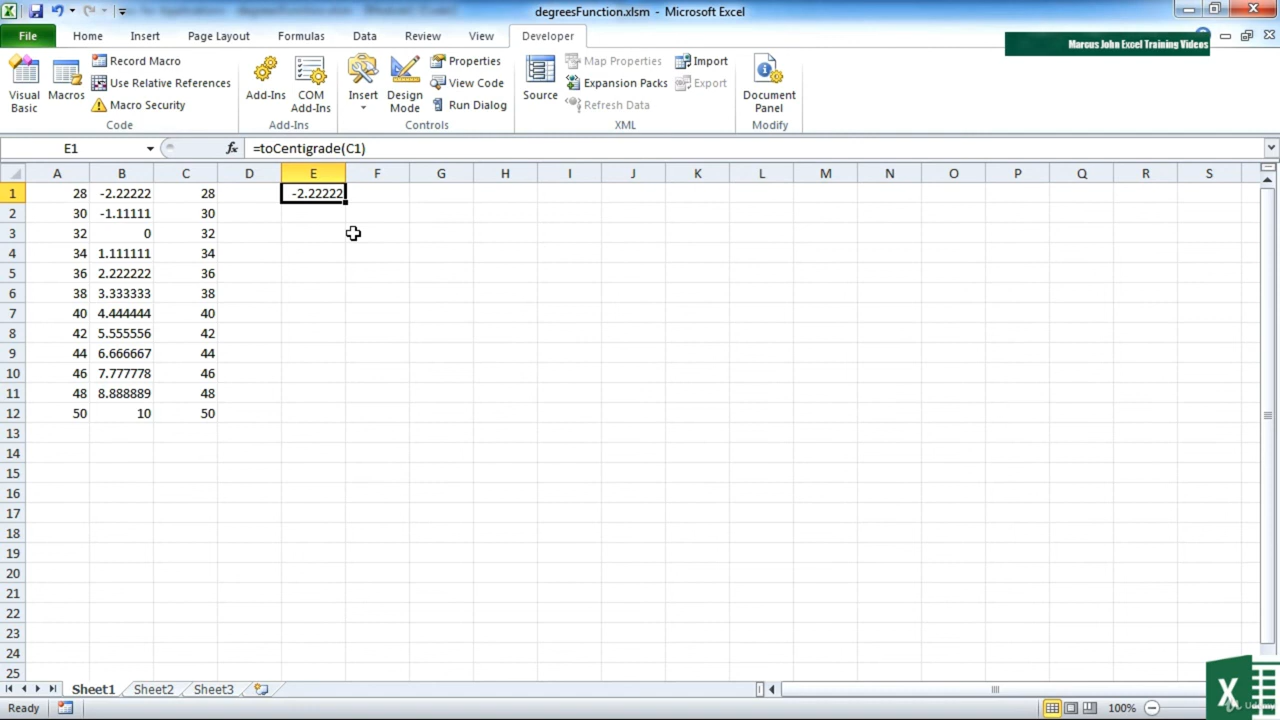 degreesFunction.xlsm - Microsoft Excel
File Home Insert Page Layout Formulas Data Review View Developer
Marcus John Excel Training Videos
Visual Basic
Macros
Record Macro
Use Relative References
Macro Security
Code
Add-Ins
COM Add-Ins
Add-Ins
Insert
Design Mode
Properties
View Code
Run Dialog
Controls
Source
Map Properties
Expansion Packs
Refresh Data
Import
Export
XML
Document Panel
Modify
E1 fx =toCentigrade(C1)
A B C D E F G H I J K L M N O P Q R S
1 28 -2.22222 28 -2.22222
2 30 -1.11111 30
3 32 0 32
4 34 1.111111 34
5 36 2.222222 36
6 38 3.333333 38
7 40 4.444444 40
8 42 5.555556 42
9 44 6.666667 44
10 46 7.777778 46
11 48 8.888889 48
12 50 10 50
13
14
15
16
17
18
19
20
21
22
23
24
25
Sheet1 Sheet2 Sheet3
Ready 100%
X
Udemy